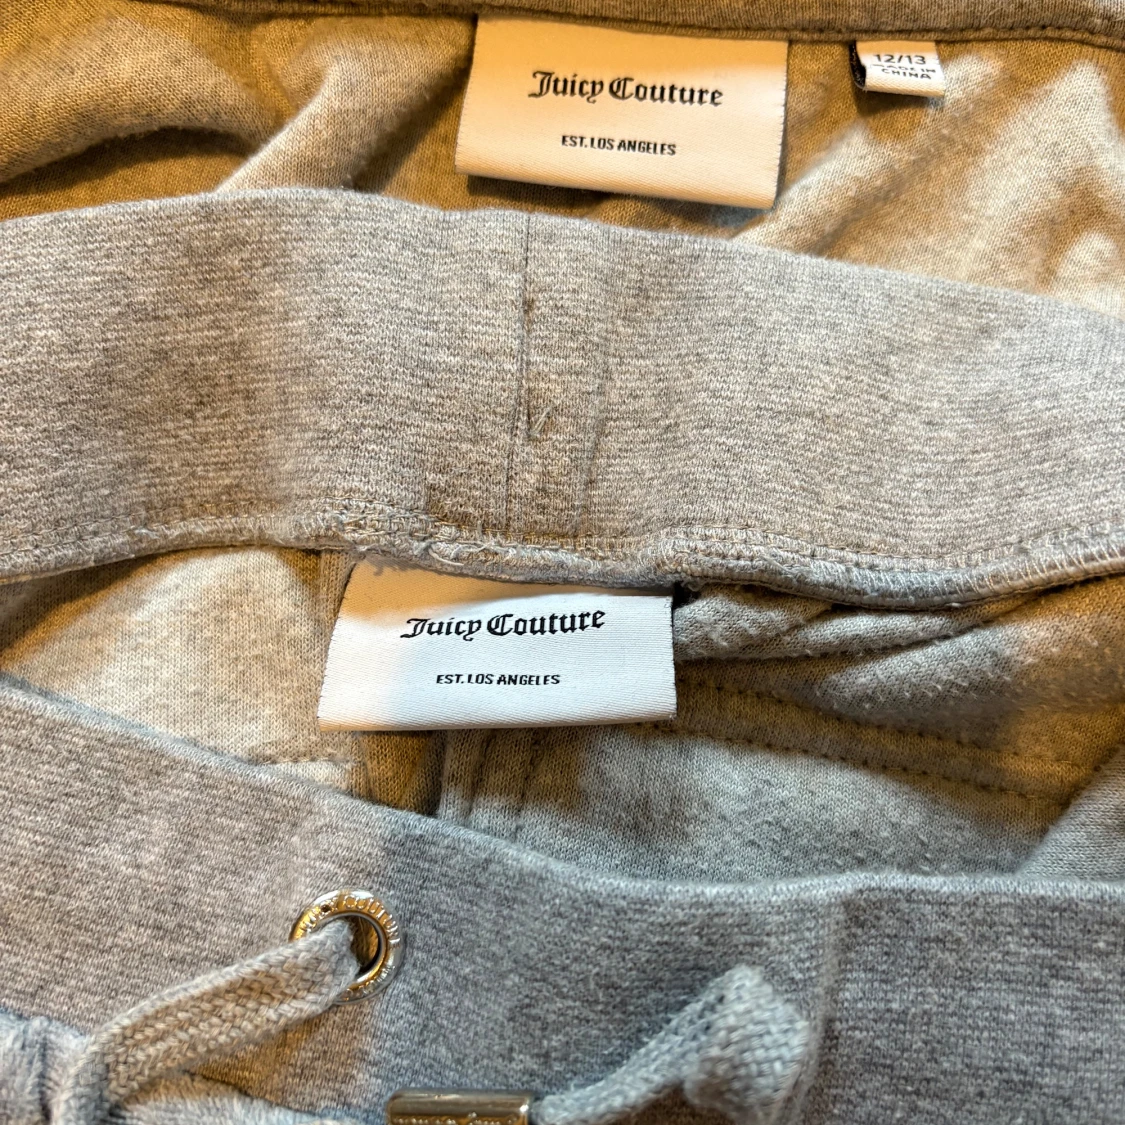 Juicy Couture
EST. LOS ANGELES
12/13
MADE IN
CHINA
Juicy Couture
EST. LOS ANGELES